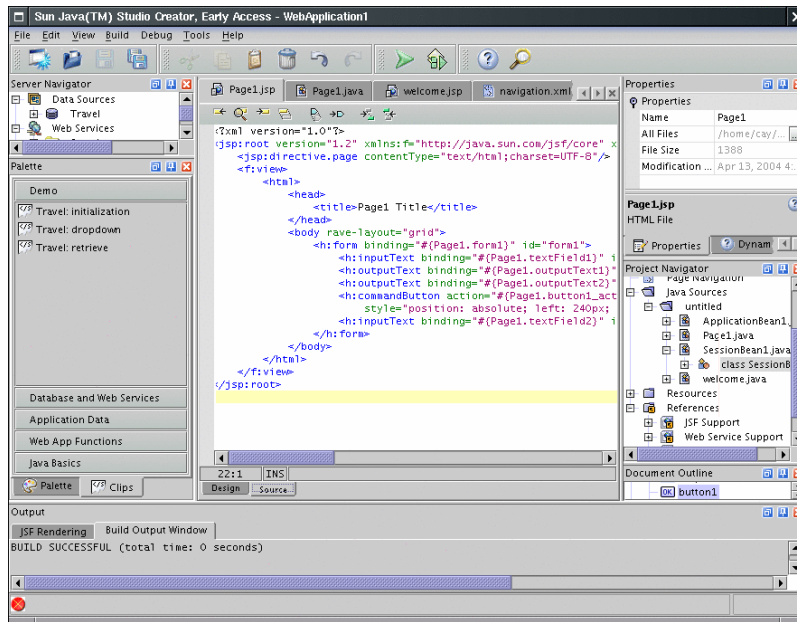 Sun Java(TM) Studio Creator, Early Access - WebApplication1
File Edit View Build Debug Tools Help
Server Navigator
Data Sources
Travel
Web Services
Palette
Demo
Travel: initialization
Travel: dropdown
Travel: retrieve
Database and Web Services
Application Data
Web App Functions
Java Basics
Palette Clips
Page1.jsp Page1.java welcome.jsp navigation.xml
<?xml version="1.0"?>
<jsp:root version="1.2" xmlns:f="http://java.sun.com/jsf/core" x
<jsp:directive.page contentType="text/html;charset=UTF-8"/>
<f:view>
<html>
<head>
<title>Page1 Title</title>
</head>
<body rave-layout="grid">
<h:form binding="#{Page1.form1}" id="form1">
<h:inputText binding="#{Page1.textField1}" i
<h:outputText binding="#{Page1.outputText1}"
<h:outputText binding="#{Page1.outputText2}"
<h:commandButton action="#{Page1.button1_act
style="position: absolute; left: 240px;
<h:inputText binding="#{Page1.textField2}" i
</h:form>
</body>
</html>
</f:view>
</jsp:root>
22:1 INS
Design Source
Properties
Properties
Name Page1
All Files /home/cay/... ...
File Size 1388
Modification ... Apr 13, 2004 4:
Page1.jsp
HTML File
Properties Dynam
Project Navigator
Page Navigation
Java Sources
untitled
ApplicationBean1.
Page1.java
SessionBean1.java
class SessionB
welcome.java
Resources
References
JSF Support
Web Service Support
Document Outline
OK button1
Output
JSF Rendering Build Output Window
BUILD SUCCESSFUL (total time: 0 seconds)